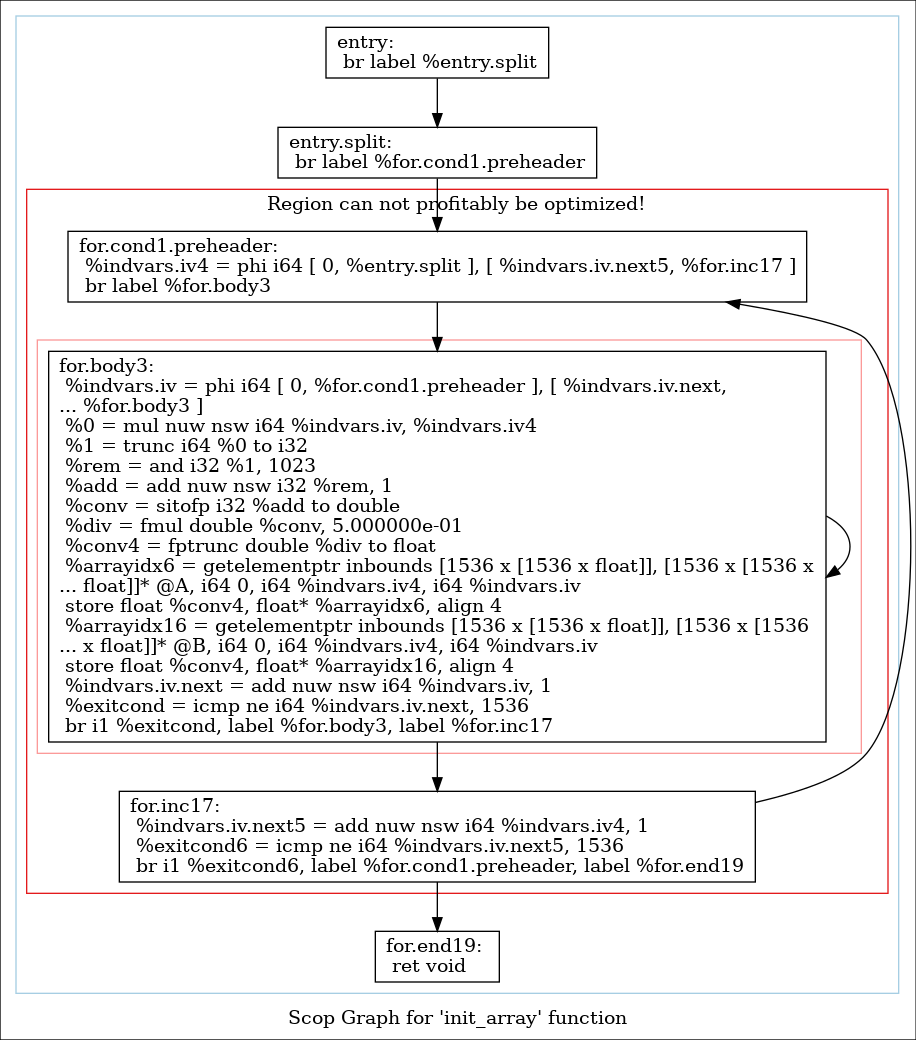 entry:
br label %entry.split
entry.split:
br label %for.cond1.preheader
Region can not profitably be optimized!
for.cond1.preheader:
%indvars.iv4 = phi i64 [ 0, %entry.split ], [ %indvars.iv.next5, %for.inc17 ]
br label %for.body3
for.body3:
%indvars.iv = phi i64 [ 0, %for.cond1.preheader ], [ %indvars.iv.next,
... %for.body3 ]
%0 = mul nuw nsw i64 %indvars.iv, %indvars.iv4
%1 = trunc i64 %0 to i32
%rem = and i32 %1, 1023
%add = add nuw nsw i32 %rem, 1
%conv = sitofp i32 %add to double
%div = fmul double %conv, 5.000000e-01
%conv4 = fptrunc double %div to float
%arrayidx6 = getelementptr inbounds [1536 x [1536 x float]], [1536 x [1536 x
... float]]* @A, i64 0, i64 %indvars.iv4, i64 %indvars.iv
store float %conv4, float* %arrayidx6, align 4
%arrayidx16 = getelementptr inbounds [1536 x [1536 x float]], [1536 x [1536
... x float]]* @B, i64 0, i64 %indvars.iv4, i64 %indvars.iv
store float %conv4, float* %arrayidx16, align 4
%indvars.iv.next = add nuw nsw i64 %indvars.iv, 1
%exitcond = icmp ne i64 %indvars.iv.next, 1536
br i1 %exitcond, label %for.body3, label %for.inc17
for.inc17:
%indvars.iv.next5 = add nuw nsw i64 %indvars.iv4, 1
%exitcond6 = icmp ne i64 %indvars.iv.next5, 1536
br i1 %exitcond6, label %for.cond1.preheader, label %for.end19
for.end19:
ret void
Scop Graph for 'init_array' function